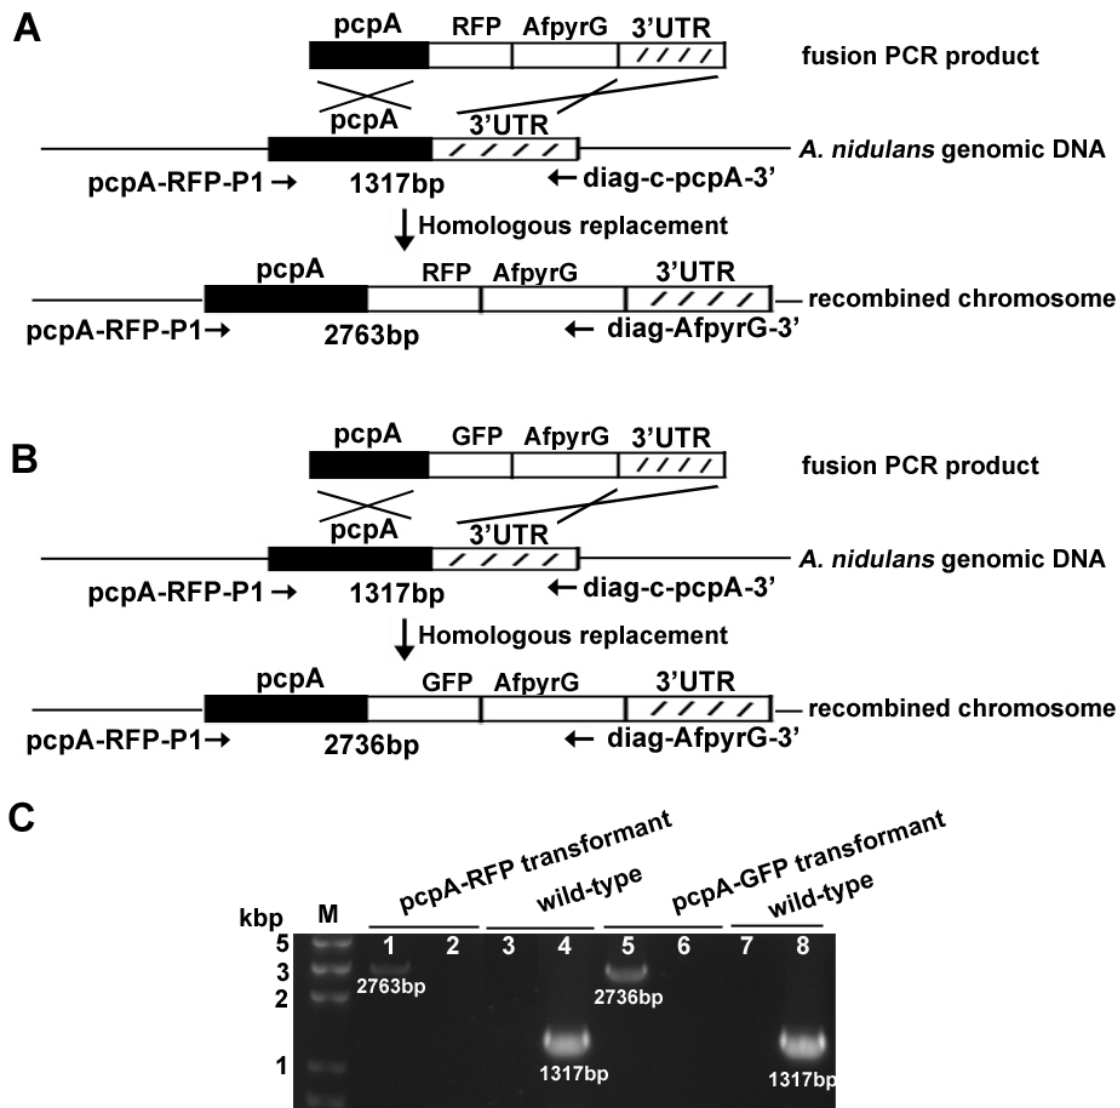 A
pcpA RFP AfpyrG 3'UTR
fusion PCR product
pcpA 3'UTR
A. nidulans genomic DNA
pcpA-RFP-P1 → 1317bp ← diag-c-pcpA-3'
Homologous replacement
pcpA RFP AfpyrG 3'UTR
recombined chromosome
pcpA-RFP-P1→ 2763bp ← diag-AfpyrG-3'
B
pcpA GFP AfpyrG 3'UTR
fusion PCR product
pcpA 3'UTR
A. nidulans genomic DNA
pcpA-RFP-P1 → 1317bp ← diag-c-pcpA-3'
Homologous replacement
pcpA GFP AfpyrG 3'UTR
recombined chromosome
pcpA-RFP-P1→ 2736bp ← diag-AfpyrG-3'
C
pcpA-RFP transformant
wild-type
pcpA-GFP transformant
wild-type
kbp M
5 1 2 3 4 5 6 7 8
3
2763bp 2736bp
2
1
1317bp 1317bp